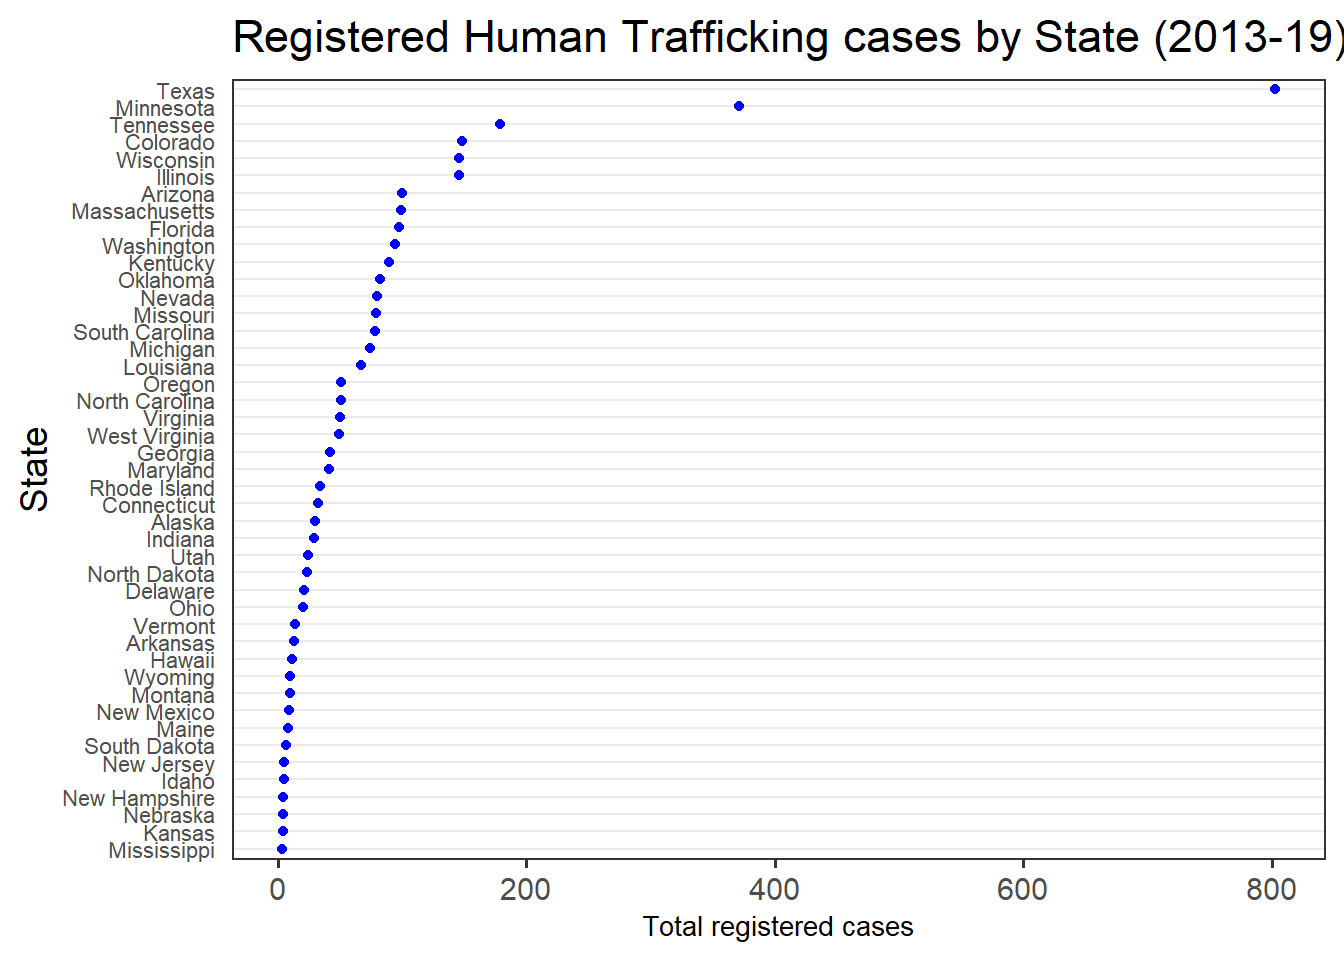 Registered Human Trafficking cases by State (2013-19)
Texas
Minnesota
Tennessee
Colorado
Wisconsin
Illinois
Arizona
Massachusetts
Florida
Washington
Kentucky
Oklahoma
Nevada
Missouri
South Carolina
Michigan
Louisiana
Oregon
North Carolina
Virginia
West Virginia
Georgia
Maryland
Rhode Island
Connecticut
Alaska
Indiana
Utah
North Dakota
Delaware
Ohio
Vermont
Arkansas
Hawaii
Wyoming
Montana
New Mexico
Maine
South Dakota
New Jersey
Idaho
New Hampshire
Nebraska
Kansas
Mississippi
State
0 200 400 600 800
Total registered cases